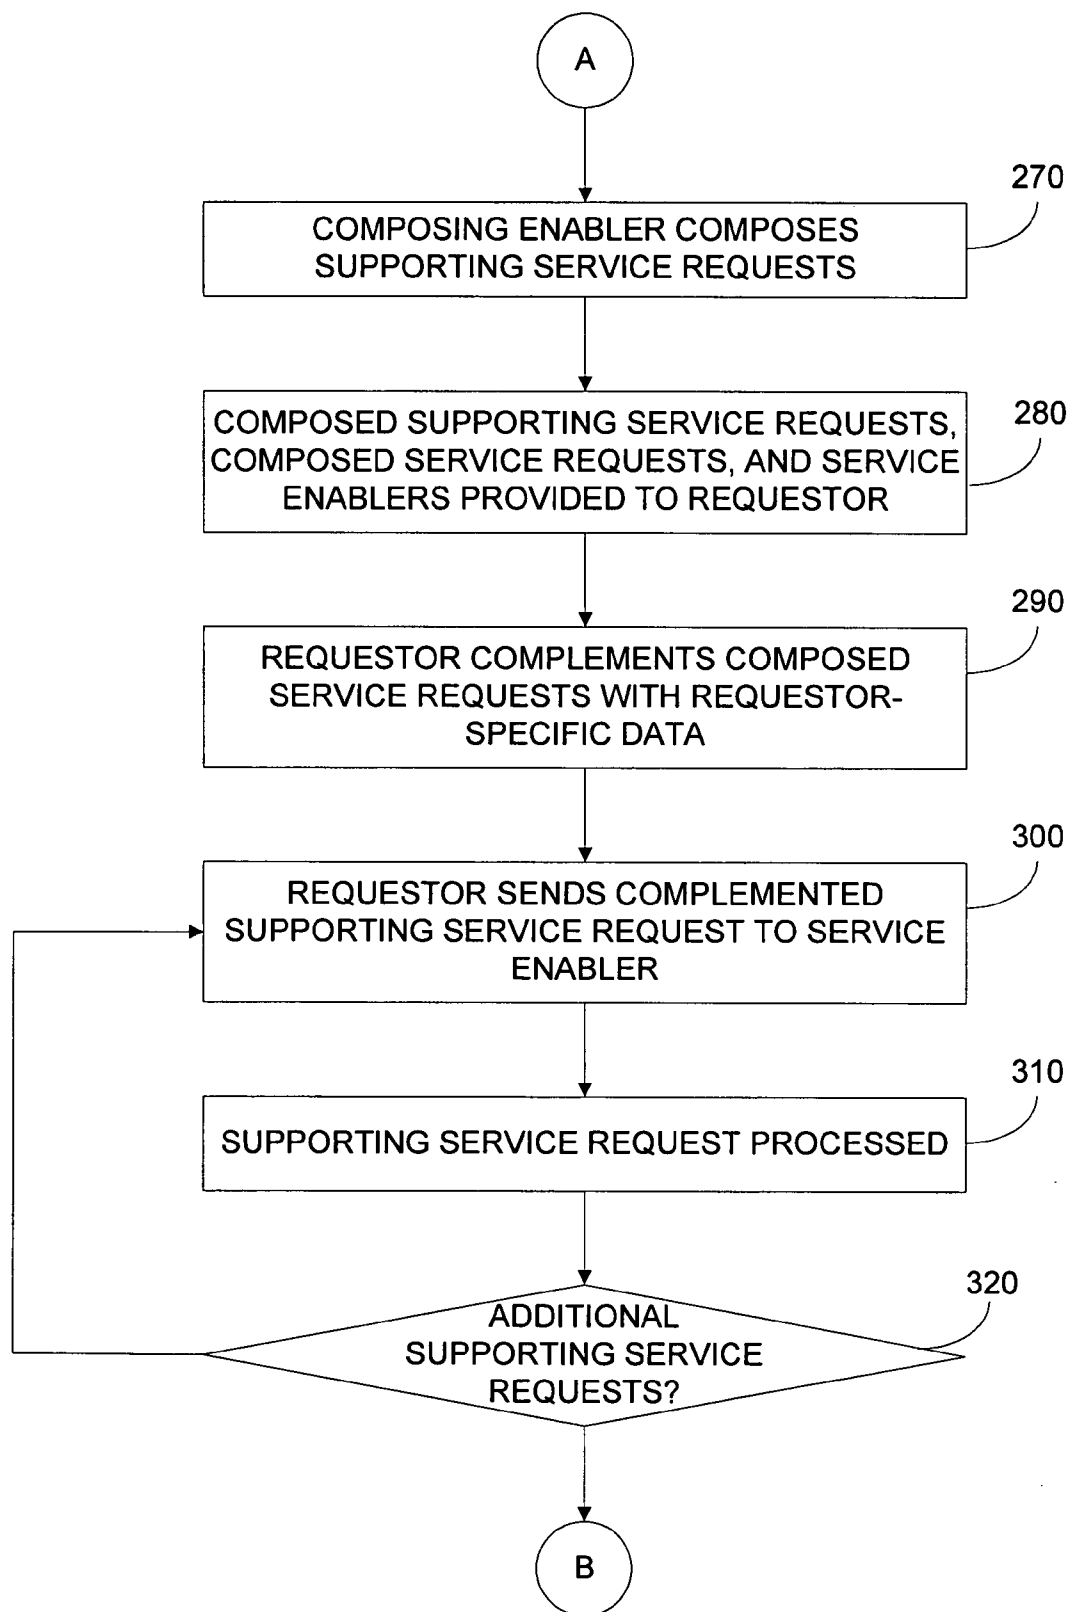 A
270
COMPOSING ENABLER COMPOSES
SUPPORTING SERVICE REQUESTS
280
COMPOSED SUPPORTING SERVICE REQUESTS,
COMPOSED SERVICE REQUESTS, AND SERVICE
ENABLERS PROVIDED TO REQUESTOR
290
REQUESTOR COMPLEMENTS COMPOSED
SERVICE REQUESTS WITH REQUESTOR-
SPECIFIC DATA
300
REQUESTOR SENDS COMPLEMENTED
SUPPORTING SERVICE REQUEST TO SERVICE
ENABLER
310
SUPPORTING SERVICE REQUEST PROCESSED
320
ADDITIONAL
SUPPORTING SERVICE
REQUESTS?
B